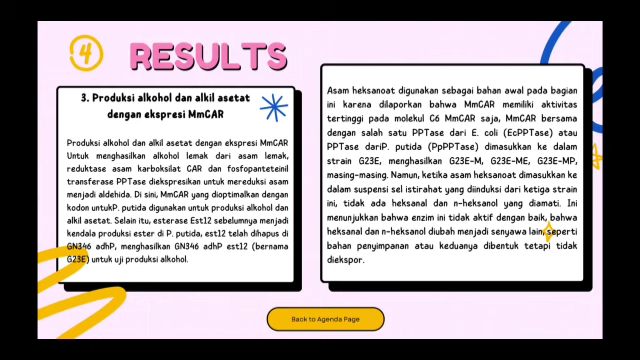 4
RESULTS
3. Produksi alkohol dan alkil asetat
dengan ekspresi MmCAR
Produksi alkohol dan alkil asetat dengan ekspresi MmCAR
Untuk menghasilkan alkohol lemak dari asam lemak,
reduktase asam karboksilat CAR dan fosfopanteteinil
transferase PPTase diekspresikan untuk mereduksi asam
menjadi aldehida. Di sini, MmCAR yang dioptimalkan dengan
kodon untukP. putida digunakan untuk produksi alkohol dan
alkil asetat. Selain itu, esterase Est12 sebelumnya menjadi
kendala produksi ester di P. putida, est12 telah dihapus di
GN346 adhP, menghasilkan GN346 adhP est12 (bernama
G23E) untuk uji produksi alkohol.
Asam heksanoat digunakan sebagai bahan awal pada bagian
ini karena dilaporkan bahwa MmCAR memiliki aktivitas
tertinggi pada molekul C6 MmCAR saja, MmCAR bersama
dengan salah satu PPTase dari E. coli (EcPPTase) atau
PPTase dariP. putida (PpPPTase) dimasukkan ke dalam
strain G23E, menghasilkan G23E-M, G23E-ME, G23E-MP,
masing-masing. Namun, ketika asam heksanoat dimasukkan ke
dalam suspensi sel istirahat yang diinduksi dari ketiga strain
ini, tidak ada heksanal dan n-heksanol yang diamati. Ini
menunjukkan bahwa enzim ini tidak aktif dengan baik, bahwa
heksanal dan n-heksanol diubah menjadi senyawa lain, seperti
bahan penyimpanan atau keduanya dibentuk tetapi tidak
diekspor.
Back to Agenda Page